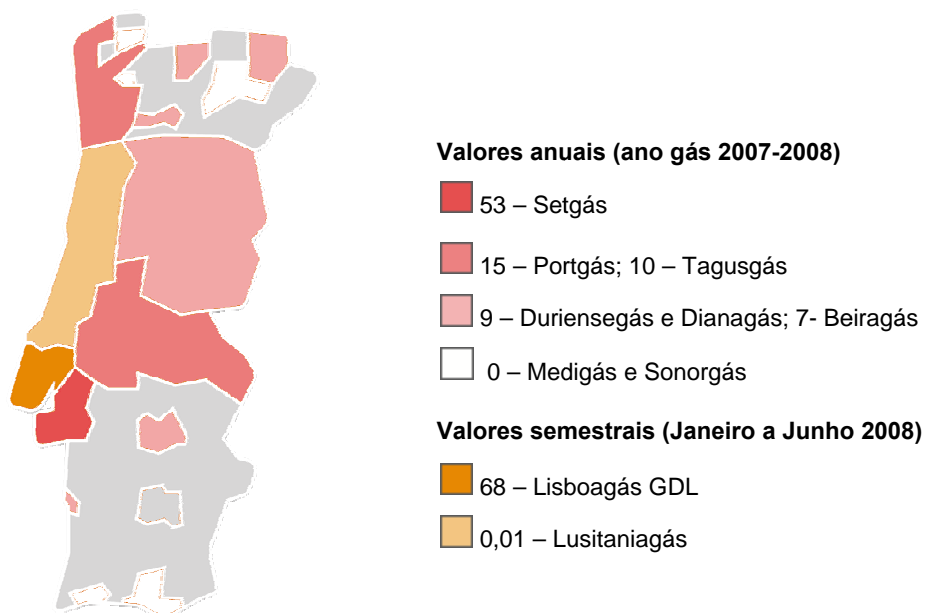 Valores anuais (ano gás 2007-2008)
53 – Setgás
15 – Portgás; 10 – Tagusgás
9 – Duriensegás e Dianagás; 7- Beiragás
0 – Medigás e Sonorgás
Valores semestrais (Janeiro a Junho 2008)
68 – Lisboagás GDL
0,01 – Lusitaniagás